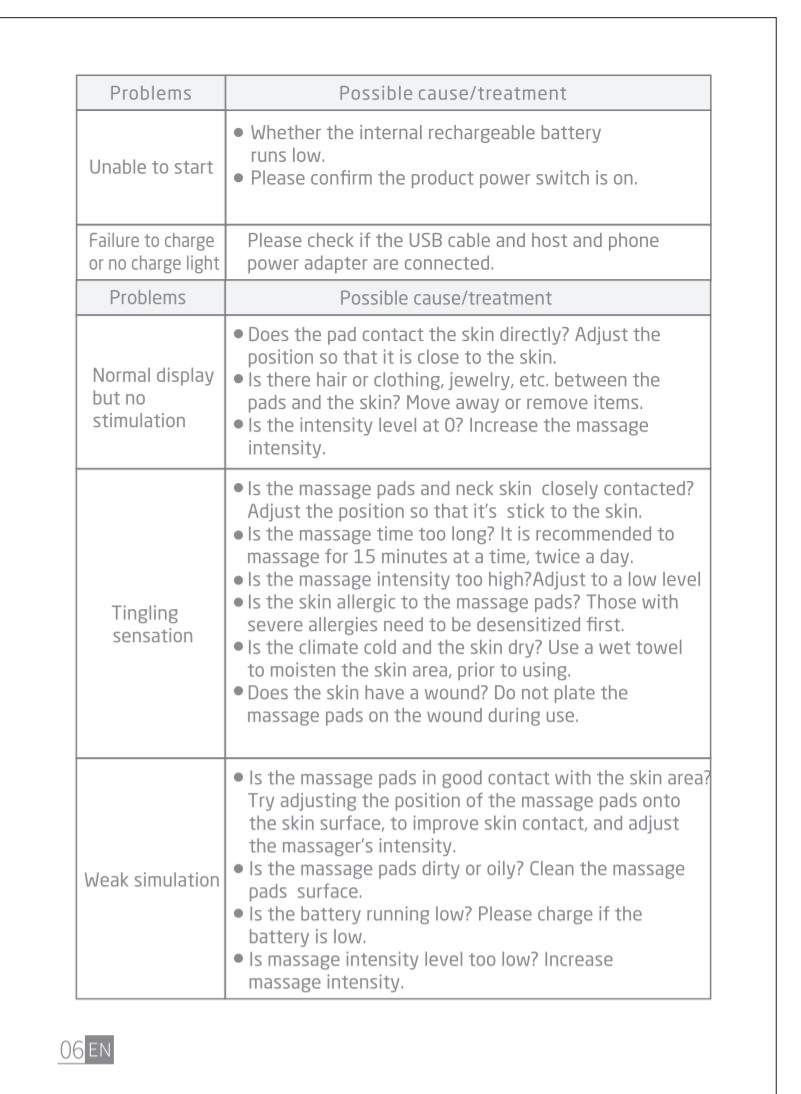 Problems
Possible cause/treatment
Unable to start
● Whether the internal rechargeable battery
runs low.
● Please confirm the product power switch is on.
Failure to charge
or no charge light
Please check if the USB cable and host and phone
power adapter are connected.
Problems
Possible cause/treatment
Normal display
but no
stimulation
● Does the pad contact the skin directly? Adjust the
position so that it is close to the skin.
● Is there hair or clothing, jewelry, etc. between the
pads and the skin? Move away or remove items.
● Is the intensity level at 0? Increase the massage
intensity.
Tingling
sensation
● Is the massage pads and neck skin closely contacted?
Adjust the position so that it's stick to the skin.
● Is the massage time too long? It is recommended to
massage for 15 minutes at a time, twice a day.
● Is the massage intensity too high?Adjust to a low level
● Is the skin allergic to the massage pads? Those with
severe allergies need to be desensitized first.
● Is the climate cold and the skin dry? Use a wet towel
to moisten the skin area, prior to using.
● Does the skin have a wound? Do not plate the
massage pads on the wound during use.
Weak simulation
● Is the massage pads in good contact with the skin area?
Try adjusting the position of the massage pads onto
the skin surface, to improve skin contact, and adjust
the massager's intensity.
● Is the massage pads dirty or oily? Clean the massage
pads surface.
● Is the battery running low? Please charge if the
battery is low.
● Is massage intensity level too low? Increase
massage intensity.
06 EN